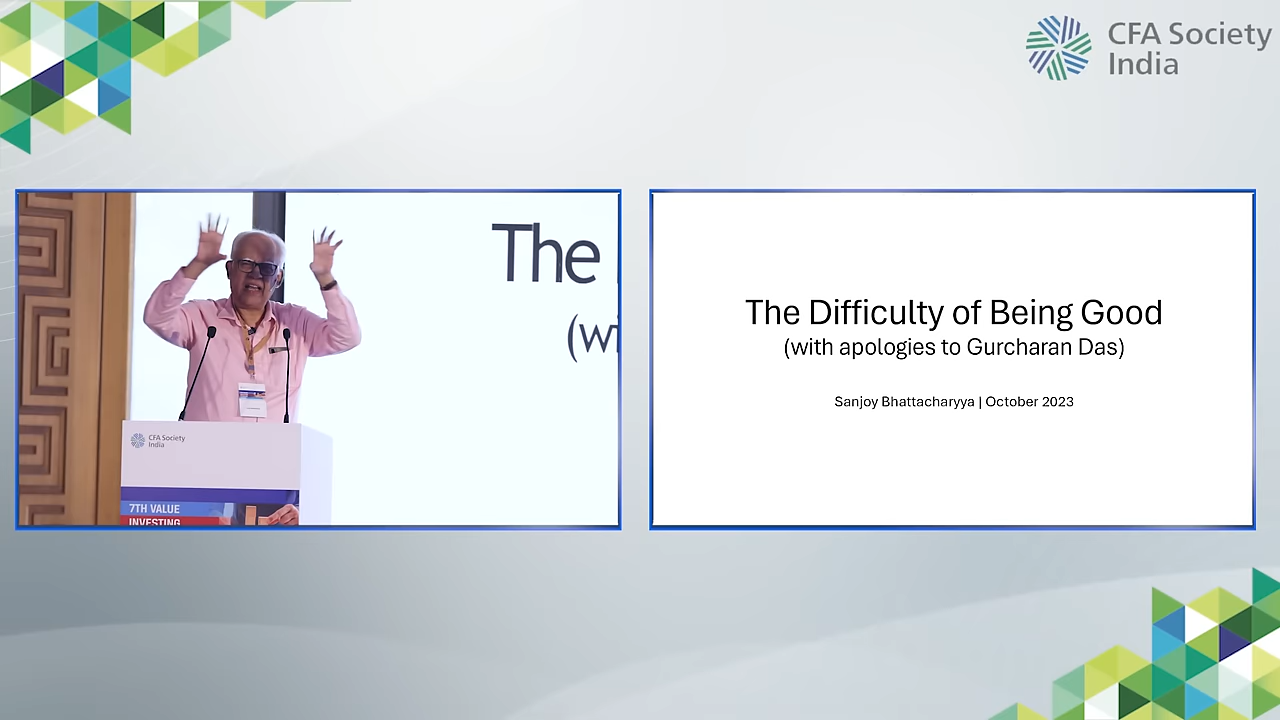 CFA Society
India
The
(wi
CFA Society
India
7TH VALUE
INVESTING
The Difficulty of Being Good
(with apologies to Gurcharan Das)
Sanjoy Bhattacharyya | October 2023